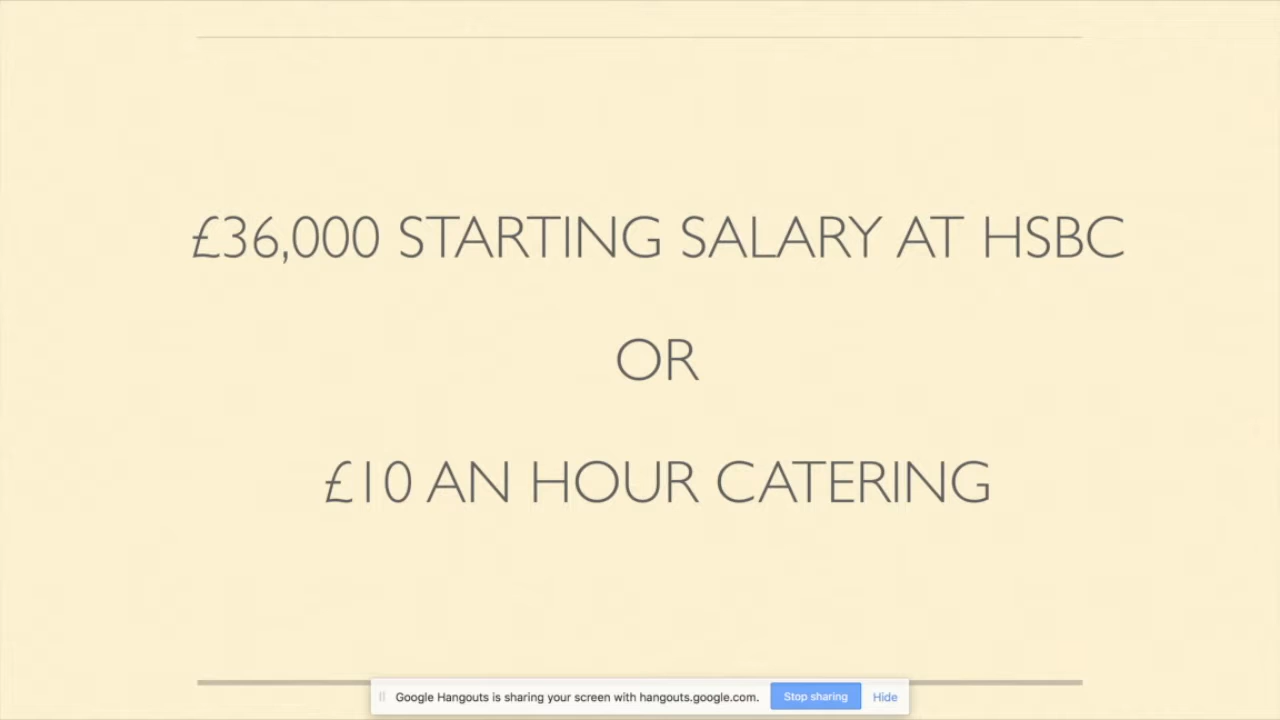 £36,000 STARTING SALARY AT HSBC
OR
£10 AN HOUR CATERING
Google Hangouts is sharing your screen with hangouts.google.com. Stop sharing Hide